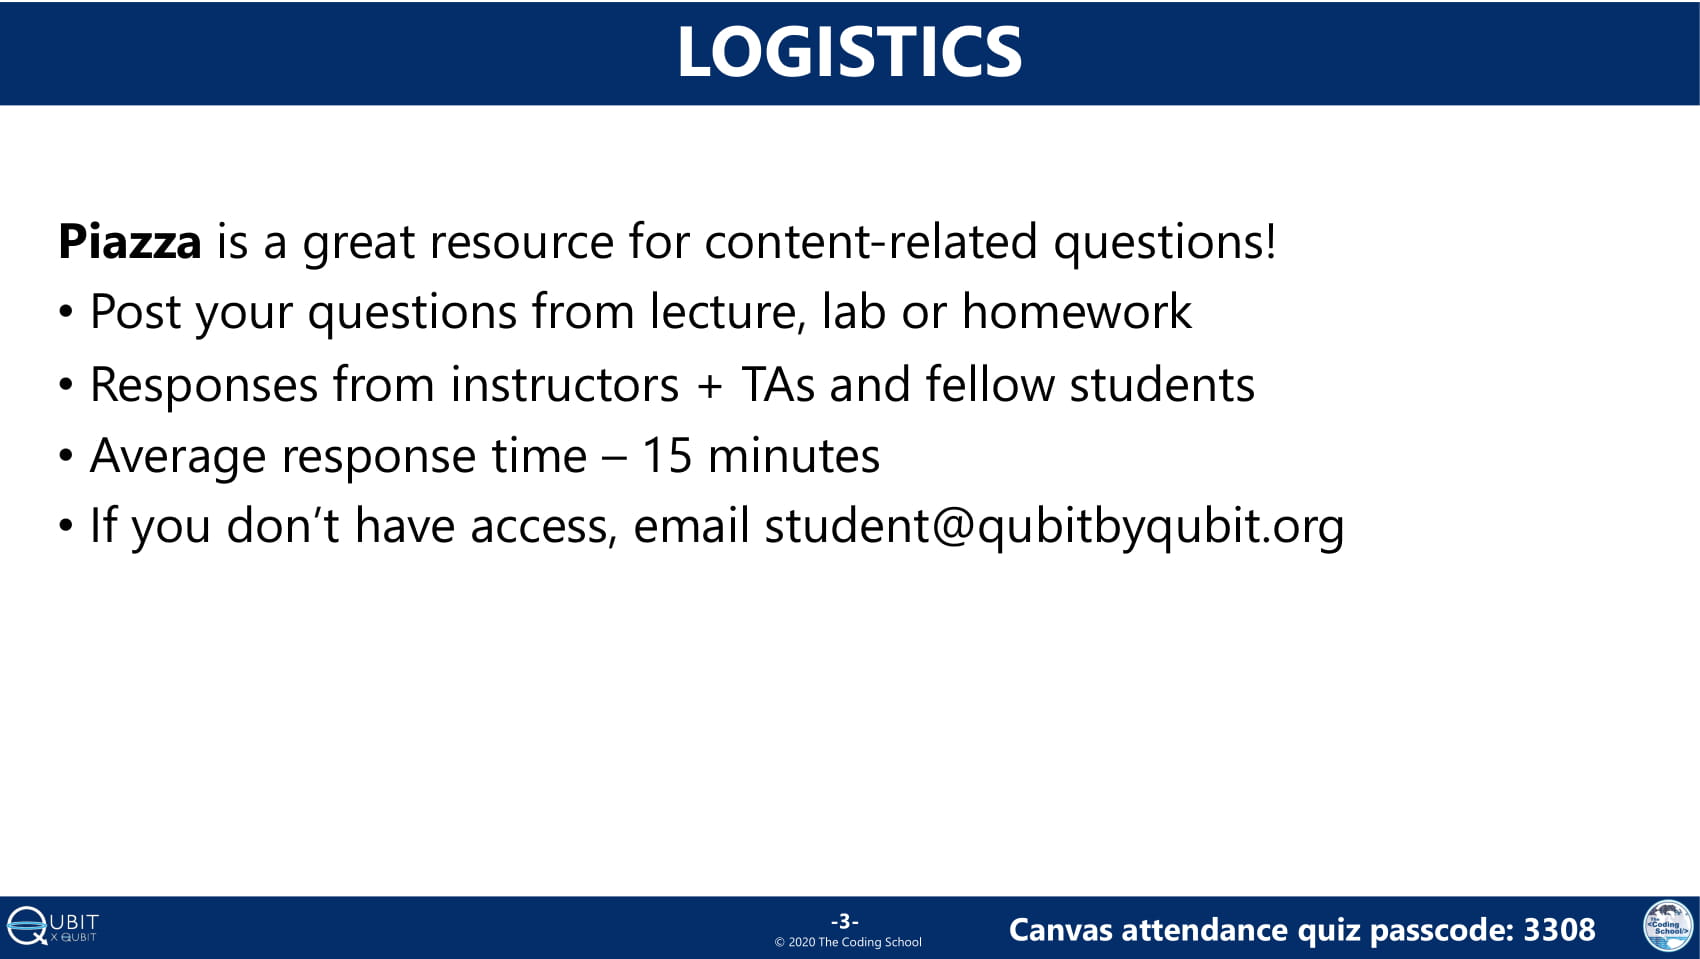 LOGISTICS
Piazza is a great resource for content-related questions!
• Post your questions from lecture, lab or homework
• Responses from instructors + TAs and fellow students
• Average response time – 15 minutes
• If you don’t have access, email student@qubitbyqubit.org
QUBIT
X QUBIT
-3-
© 2020 The Coding School
Canvas attendance quiz passcode: 3308
The
<Coding
School/>